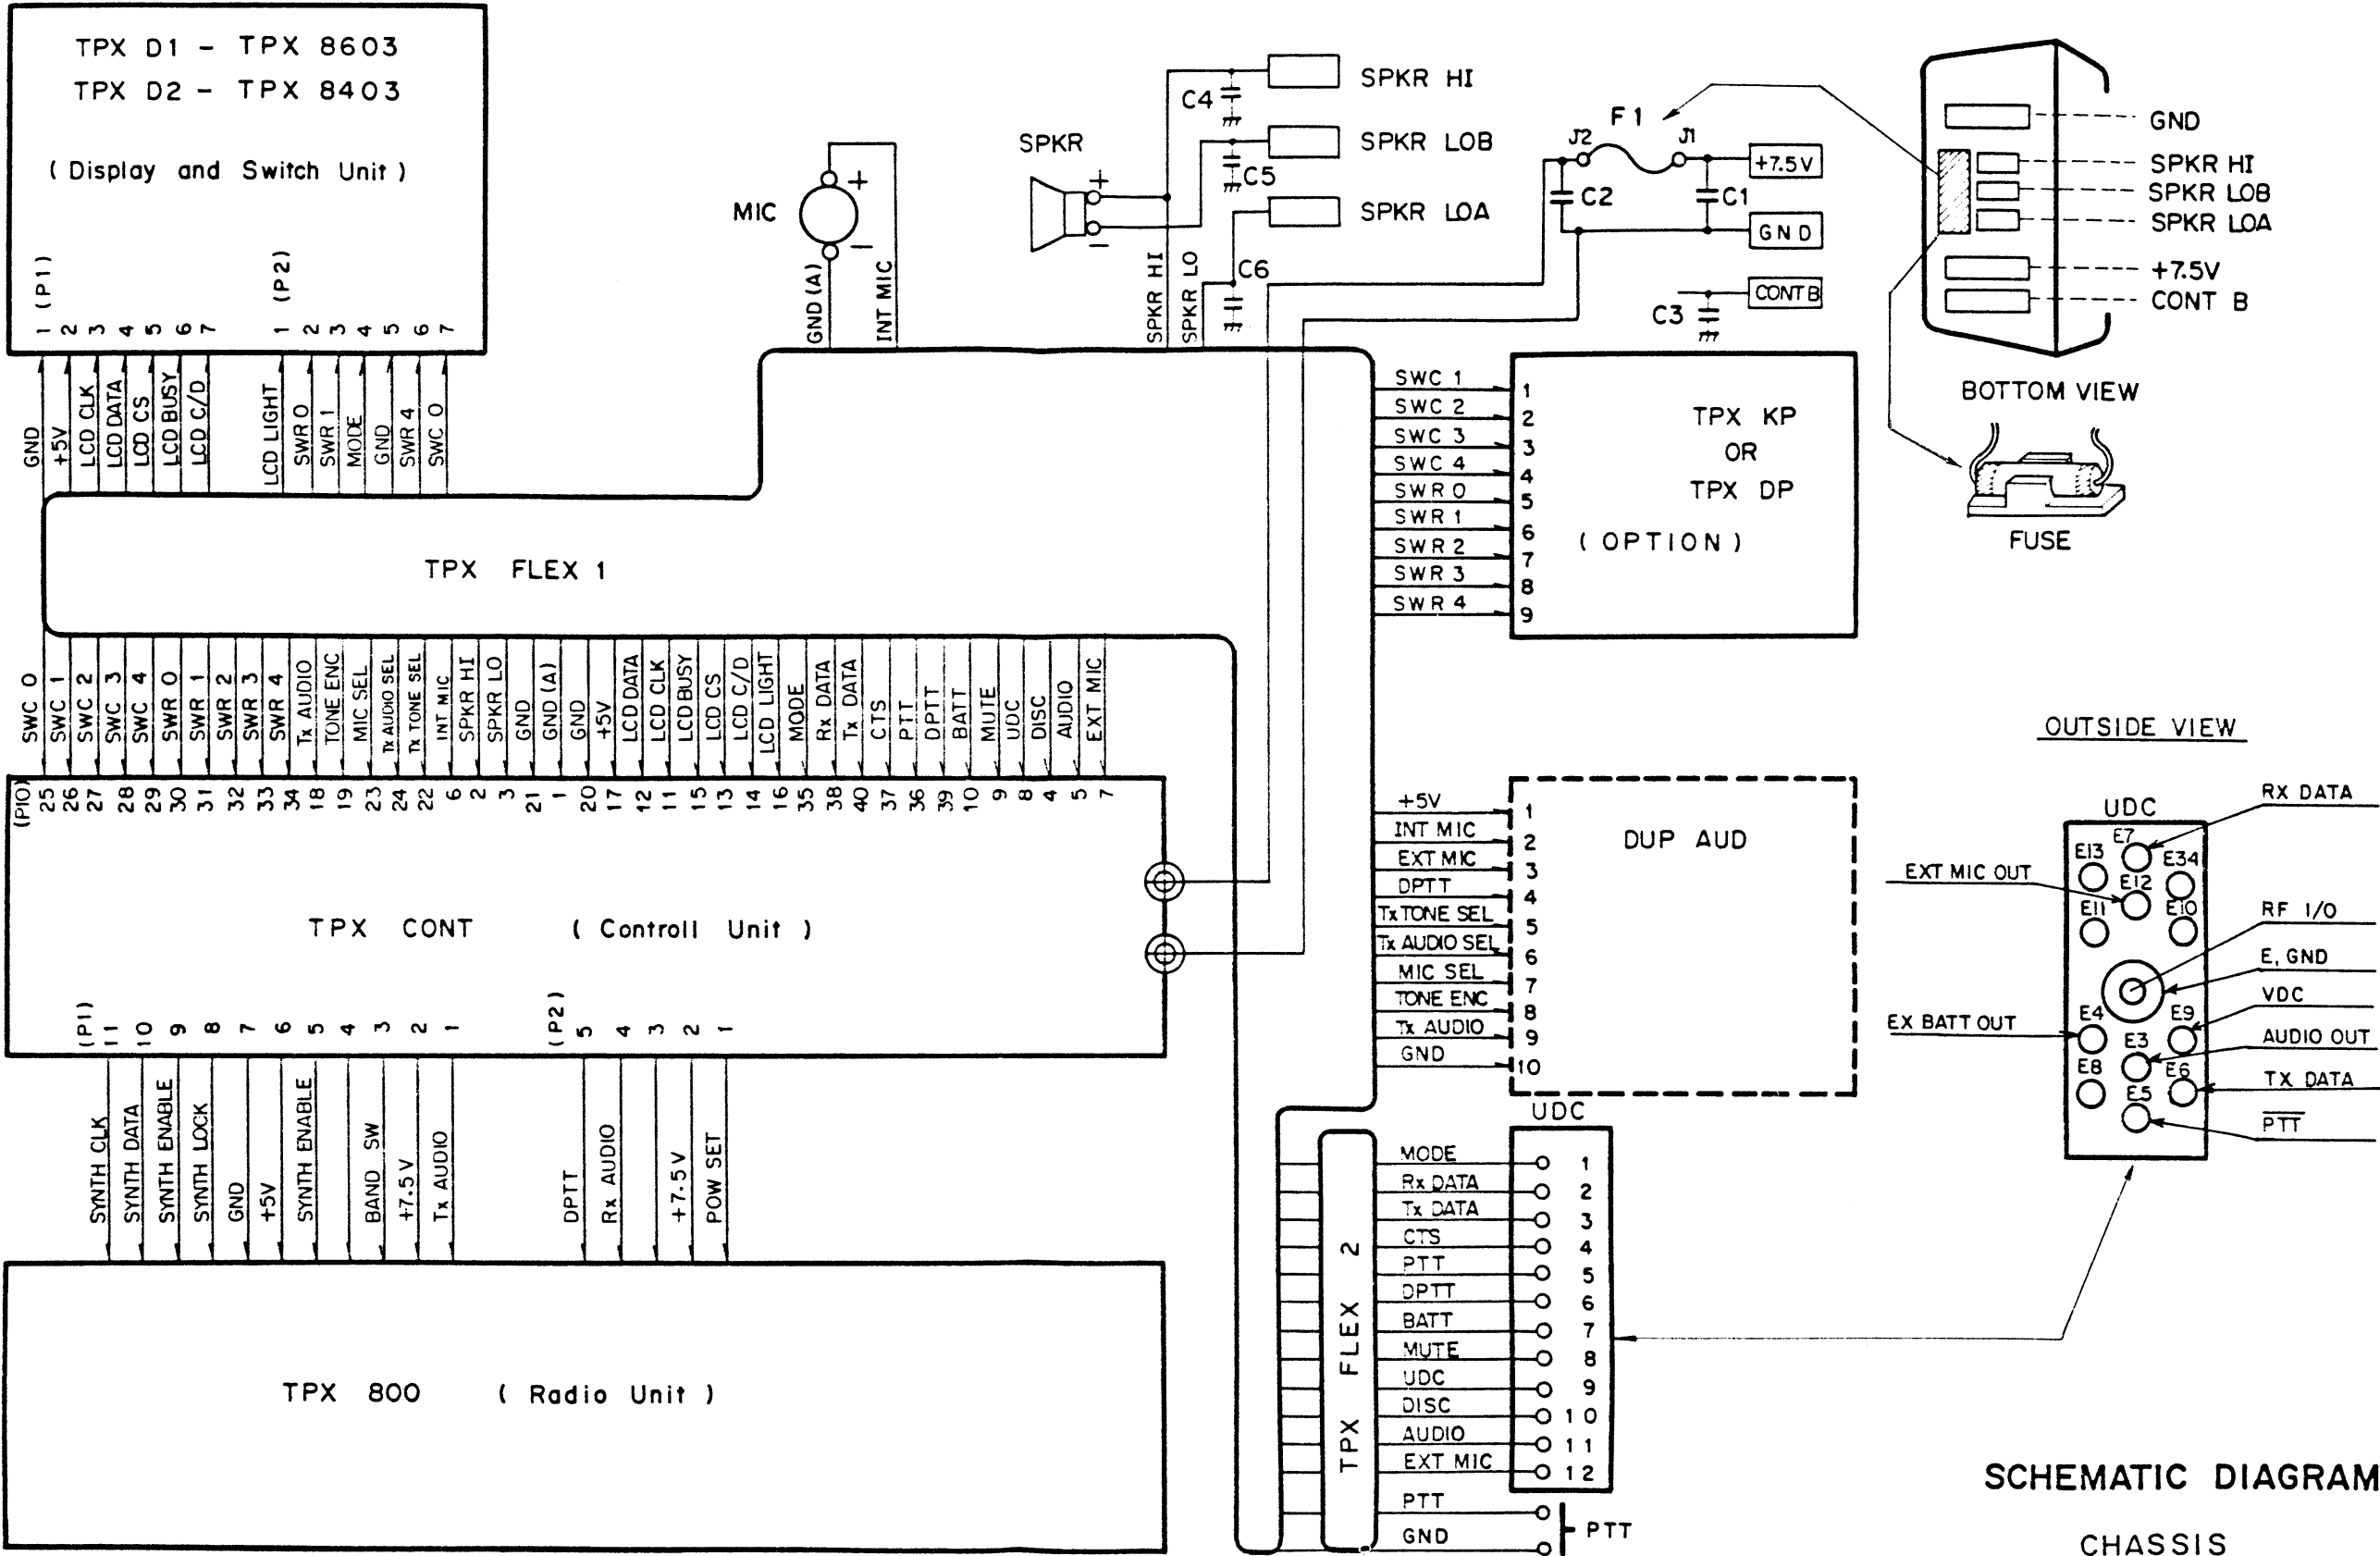 TPX D1 - TPX 8603
TPX D2 - TPX 8403
( Display and Switch Unit )
(P1)
1 2 3 4 5 6 7
(P2)
1 2 3 4 5 6 7
GND
+5V
LCD CLK
LCD DATA
LCD CS
LCD BUSY
LCD C/D
LCD LIGHT
SWR 0
SWR 1
MODE
GND
SWR 4
SWC 0
MIC
+
−
GND (A)
INT MIC
SPKR
+
−
SPKR HI
SPKR LO
C4
SPKR HI
C5
SPKR LOB
C6
SPKR LOA
F1
J2
J1
C2
C1
+7.5V
GND
C3
CONT B
GND
SPKR HI
SPKR LOB
SPKR LOA
+7.5V
CONT B
BOTTOM VIEW
FUSE
TPX FLEX 1
SWC 1
SWC 2
SWC 3
SWC 4
SWR 0
SWR 1
SWR 2
SWR 3
SWR 4
1
2
3
4
5
6
7
8
9
TPX KP
OR
TPX DP
( OPTION )
SWC 0
SWC 1
SWC 2
SWC 3
SWC 4
SWR 0
SWR 1
SWR 2
SWR 3
SWR 4
Tx AUDIO
TONE ENC
MIC SEL
Tx AUDIO SEL
Tx TONE SEL
INT MIC
SPKR HI
SPKR LO
GND
GND (A)
GND
+5V
LCD DATA
LCD CLK
LCD BUSY
LCD CS
LCD C/D
LCD LIGHT
MODE
Rx DATA
Tx DATA
CTS
PTT
DPTT
BATT
MUTE
UDC
DISC
AUDIO
EXT MIC
(P10)
25 26 27 28 29 30 31 32 33 34 18 19 23 24 22 6 2 3 21 1 20 17 12 11 15 13 14 16 35 38 40 37 36 39 10 9 8 4 5 7
TPX CONT ( Controll Unit )
(P1)
11 10 9 8 7 6 5 4 3 2 1
(P2)
5 4 3 2 1
SYNTH CLK
SYNTH DATA
SYNTH ENABLE
SYNTH LOCK
GND
+5V
SYNTH ENABLE
BAND SW
+7.5V
Tx AUDIO
DPTT
Rx AUDIO
+7.5V
POW SET
TPX 800 ( Radio Unit )
+5V
INT MIC
EXT MIC
DPTT
Tx TONE SEL
Tx AUDIO SEL
MIC SEL
TONE ENC
Tx AUDIO
GND
1
2
3
4
5
6
7
8
9
10
DUP AUD
UDC
TPX FLEX 2
MODE 1
Rx DATA 2
Tx DATA 3
CTS 4
PTT 5
DPTT 6
BATT 7
MUTE 8
UDC 9
DISC 10
AUDIO 11
EXT MIC 12
PTT
GND
PTT
OUTSIDE VIEW
UDC
RX DATA
E7
E13
E34
EXT MIC OUT
E12
E11
E10
RF I/O
E, GND
VDC
E4
E9
EX BATT OUT
E3
AUDIO OUT
E8
E6
TX DATA
E5
PTT
SCHEMATIC DIAGRAM
CHASSIS